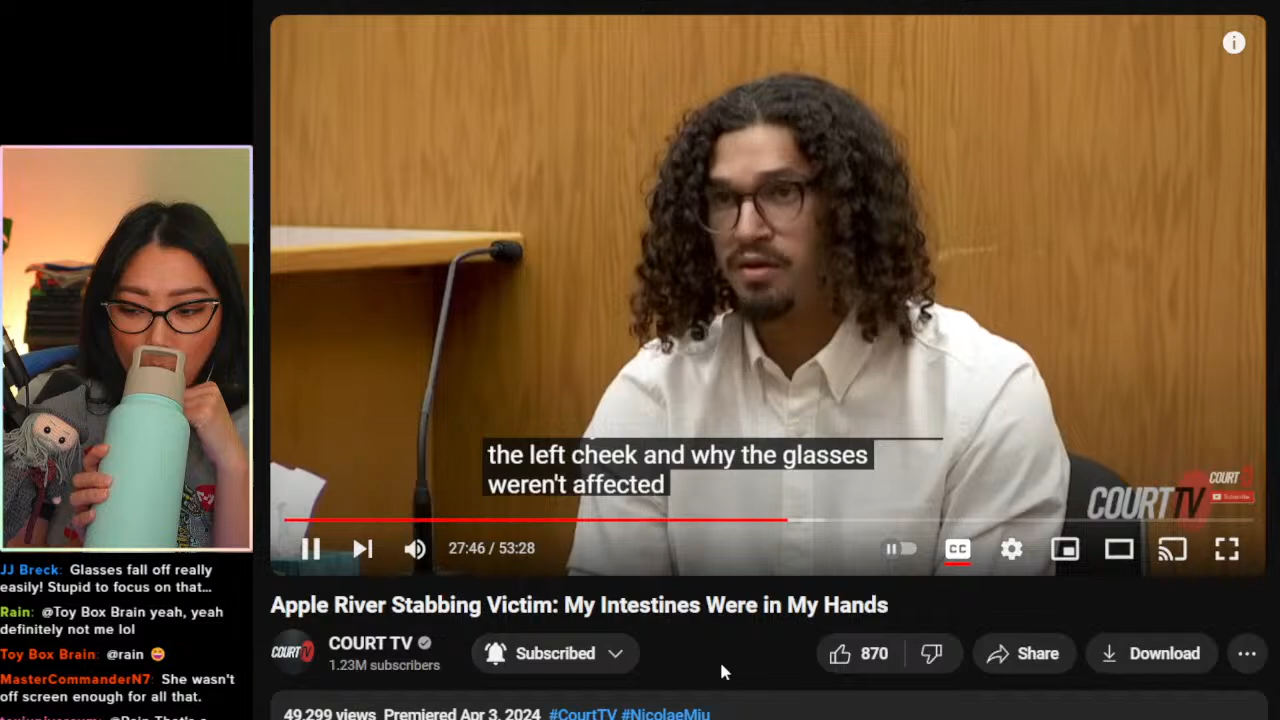 the left cheek and why the glasses
weren't affected
COURT TV
COURT
Subscribe
27:46 / 53:28
CC
Apple River Stabbing Victim: My Intestines Were in My Hands
COURT TV
1.23M subscribers
Subscribed
870
Share
Download
49,299 views Premiered Apr 3, 2024 #CourtTV #NicolaeMiu
JJ Breck: Glasses fall off really
easily! Stupid to focus on that...
Rain: @Toy Box Brain yeah, yeah
definitely not me lol
Toy Box Brain: @rain 😄
MasterCommanderN7: She wasn't
off screen enough for all that.